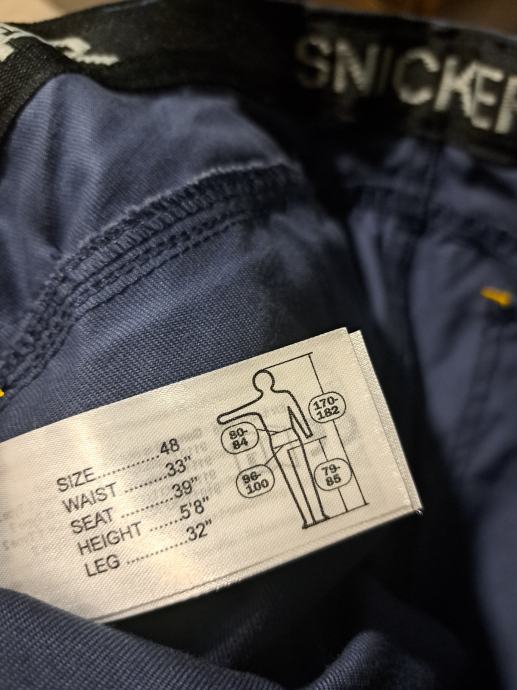 SNICKER
SIZE..........48
WAIST ........33"
SEAT .........39"
HEIGHT ......5'8"
LEG ...........32"
170-
182
80-
84
96-
100
79-
85